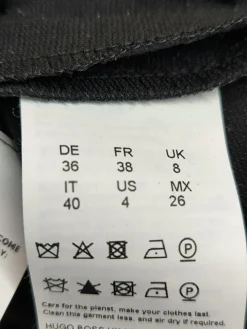 DE FR UK
36 38 8
IT US MX
40 4 26
P
P
Care for the planet, make your clothes last.
Clean this garment less, and air dry if required.
HUGO BOSS